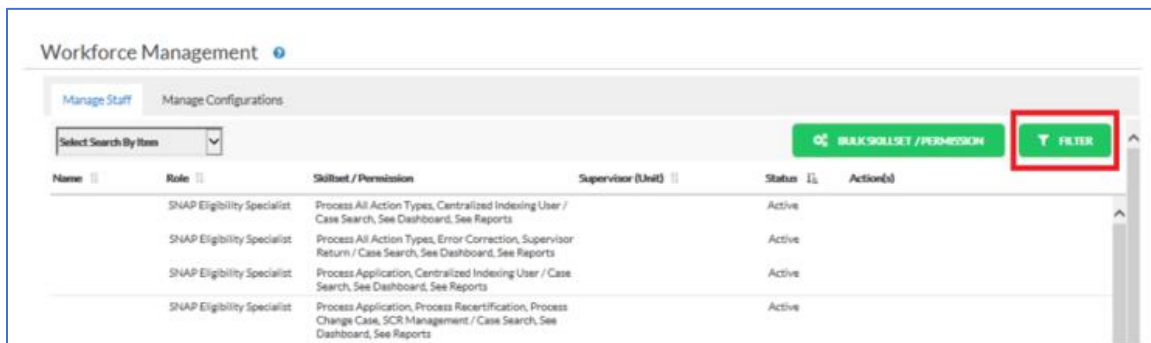 Workforce Management
Manage Staff Manage Configurations
Select Search By Item BULK SKILLSET / PERMISSION FILTER
Name Role Skillset / Permission Supervisor (Unit) Status Action(s)
SNAP Eligibility Specialist Process All Action Types, Centralized Indexing User / Active
Case Search, See Dashboard, See Reports
SNAP Eligibility Specialist Process All Action Types, Error Correction, Supervisor Active
Return / Case Search, See Dashboard, See Reports
SNAP Eligibility Specialist Process Application, Centralized Indexing User / Case Active
Search, See Dashboard, See Reports
SNAP Eligibility Specialist Process Application, Process Recertification, Process Active
Change Case, SCR Management / Case Search, See
Dashboard, See Reports